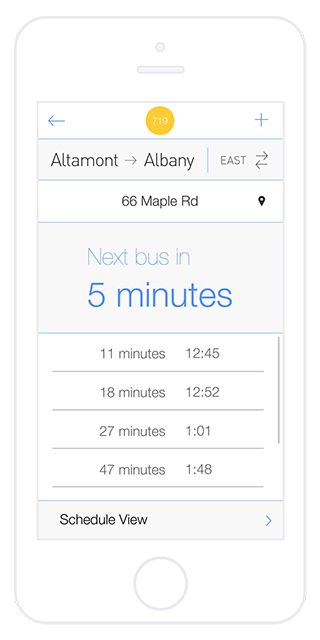 719
Altamont → Albany EAST
66 Maple Rd
Next bus in
5 minutes
11 minutes 12:45
18 minutes 12:52
27 minutes 1:01
47 minutes 1:48
Schedule View